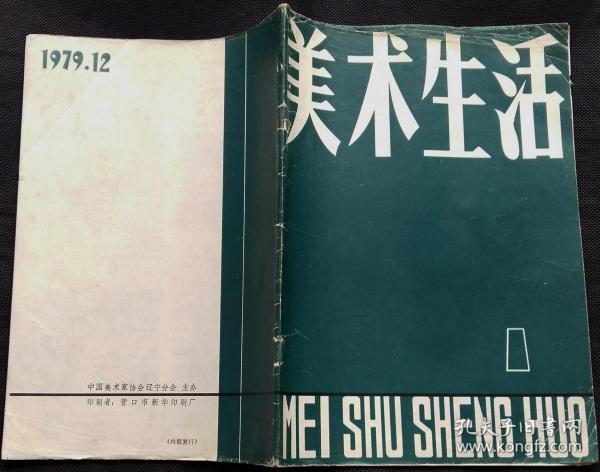 1979.12
中国美术家协会辽宁分会 主办
印刷者：营口市新华印刷厂
《内部发行》
美术生活
1
MEI SHU SHENG HUO
孔夫子旧书网
kongfz.com